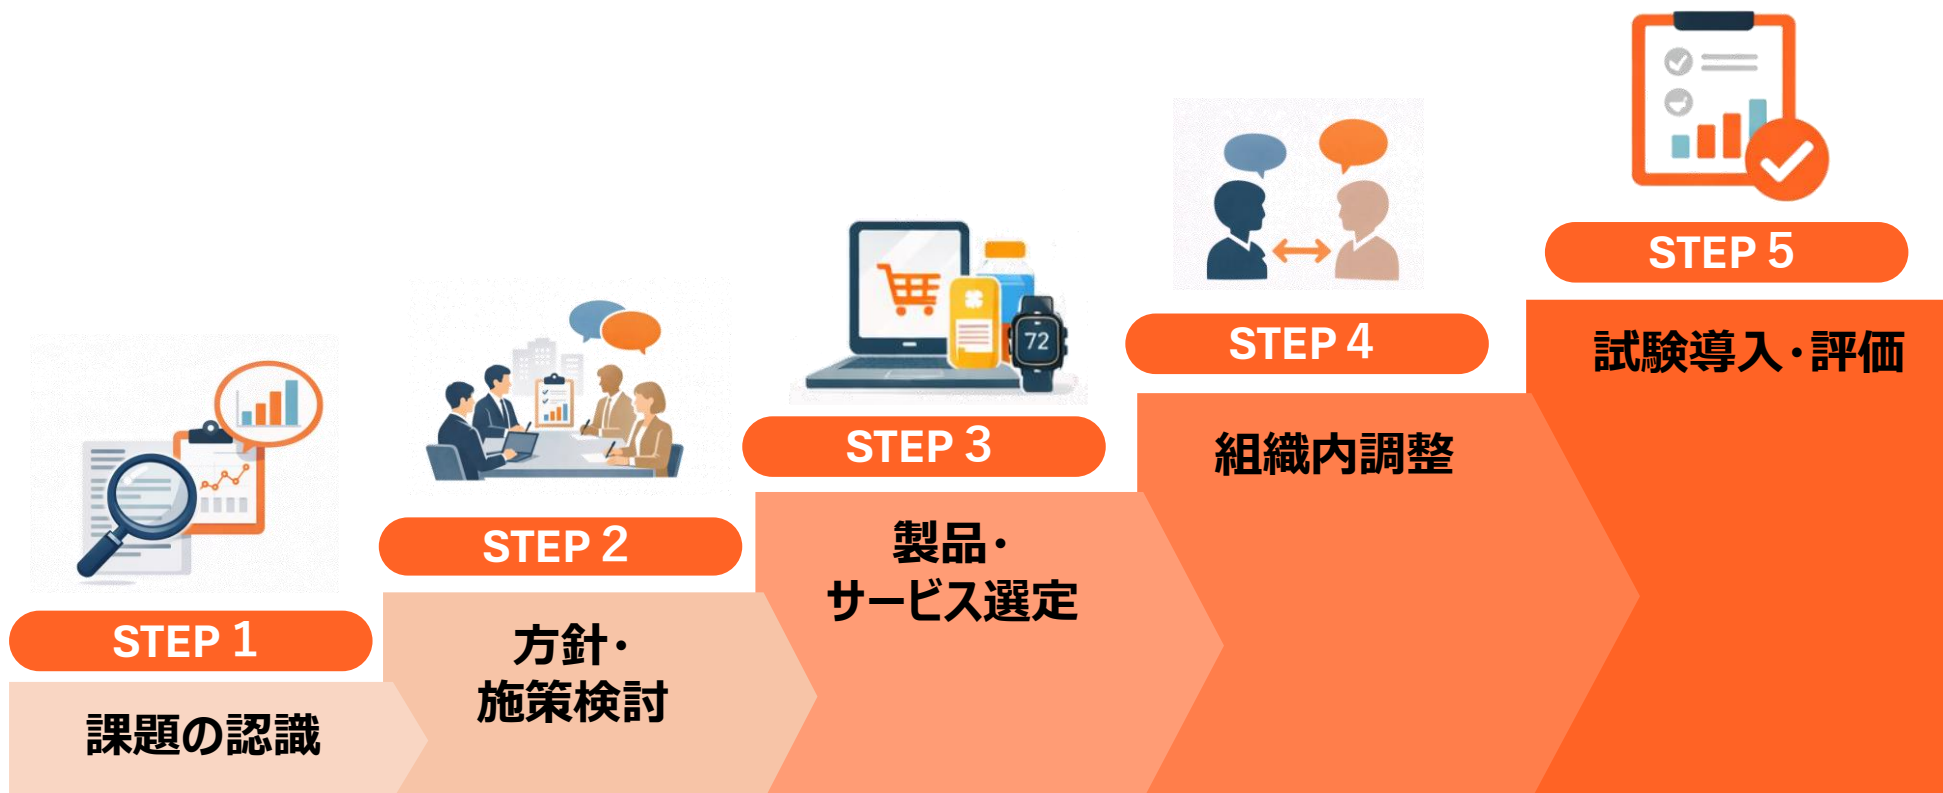 STEP 1
課題の認識
STEP 2
方針・
施策検討
72
STEP 3
製品・
サービス選定
STEP 4
組織内調整
STEP 5
試験導入・評価